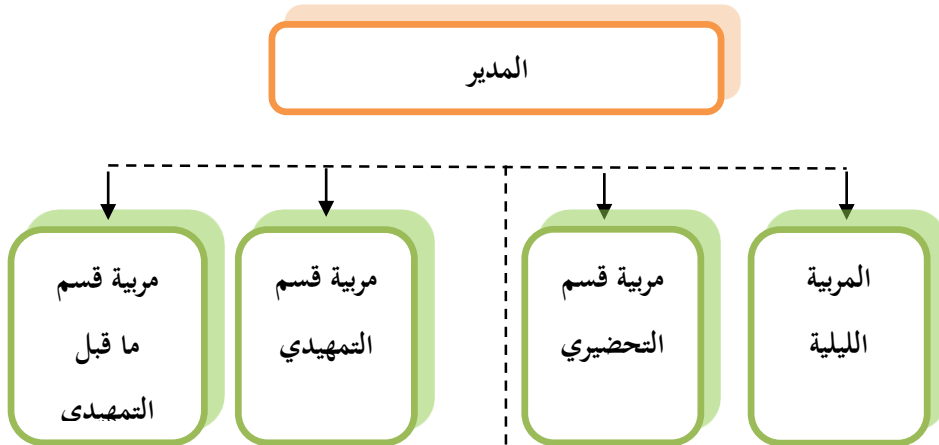 المدير
المربية
الليلية
مربية قسم
التحضيري
مربية قسم
التمهيدي
مربية قسم
ما قبل
التمهيدي